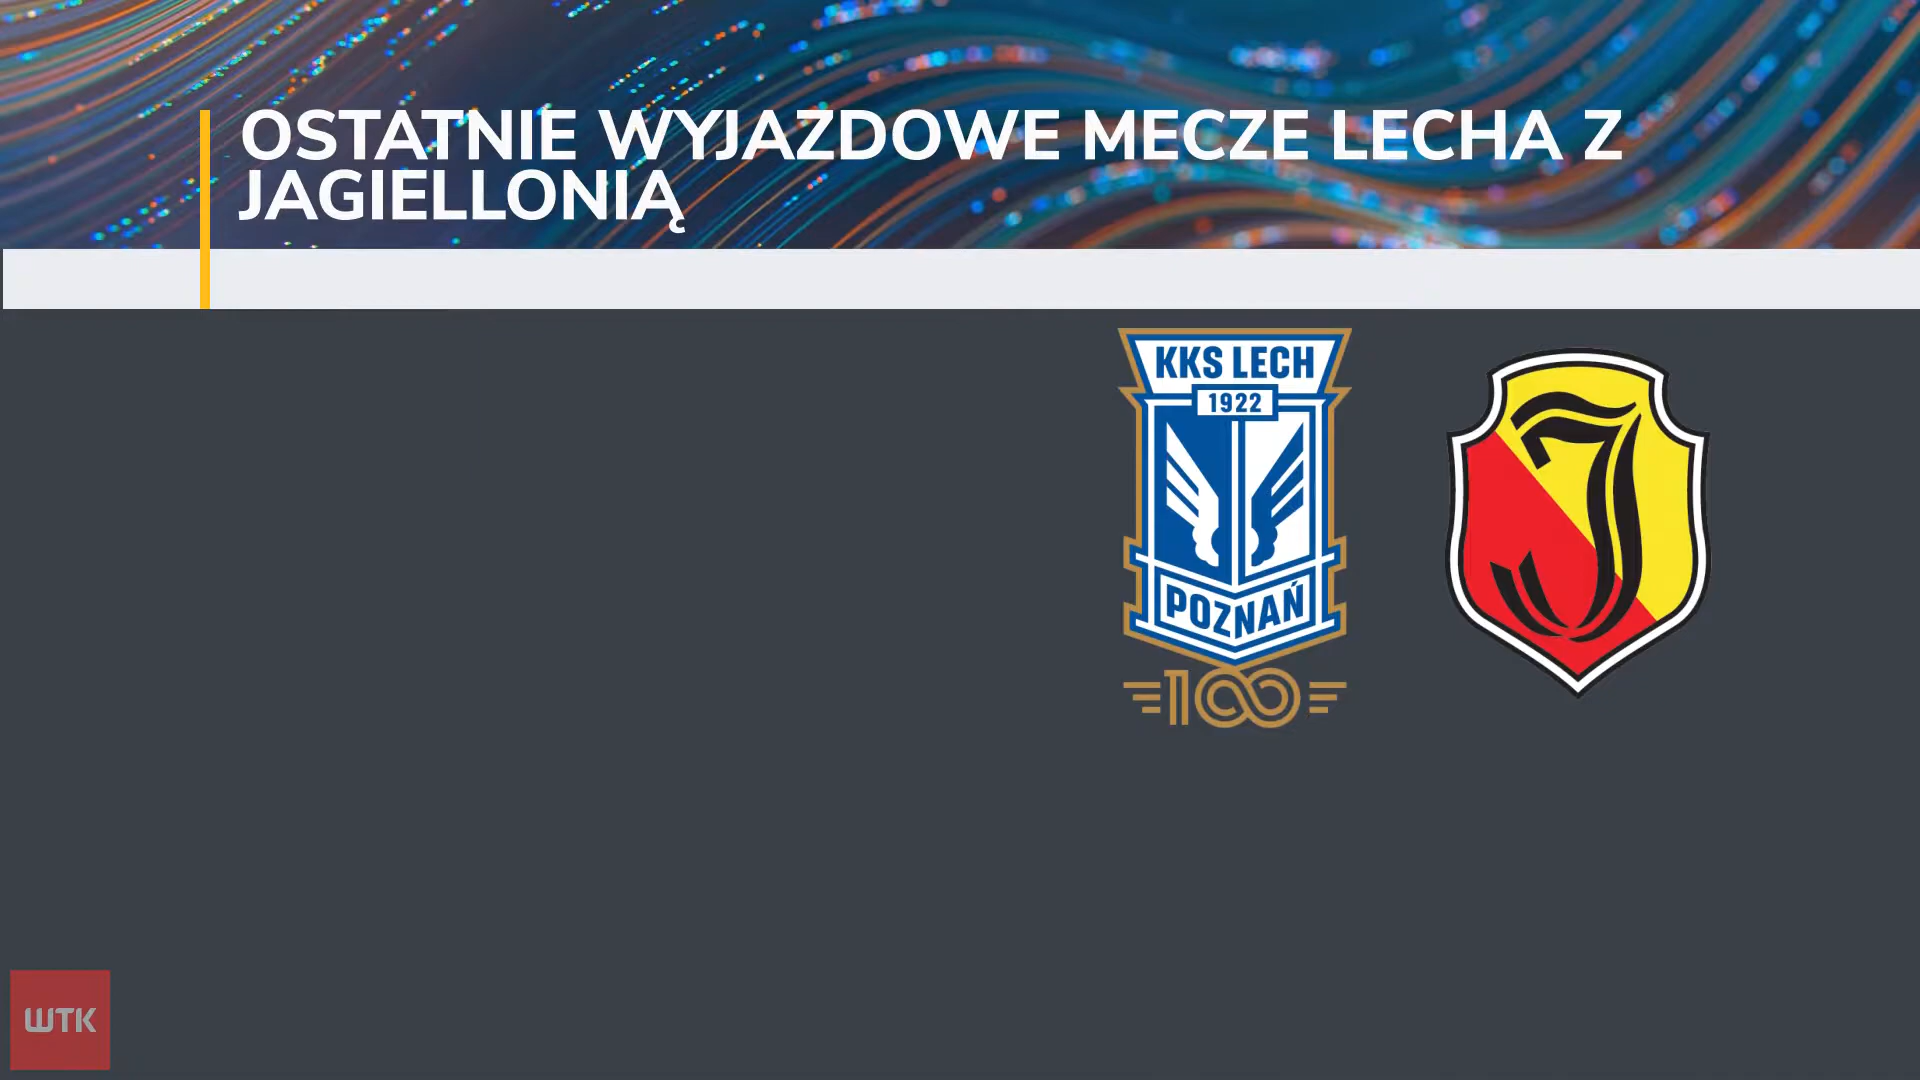 OSTATNIE WYJAZDOWE MECZE LECHA Z
JAGIELLONIĄ
KKS LECH
1922
POZNAŃ
100
J
WTK